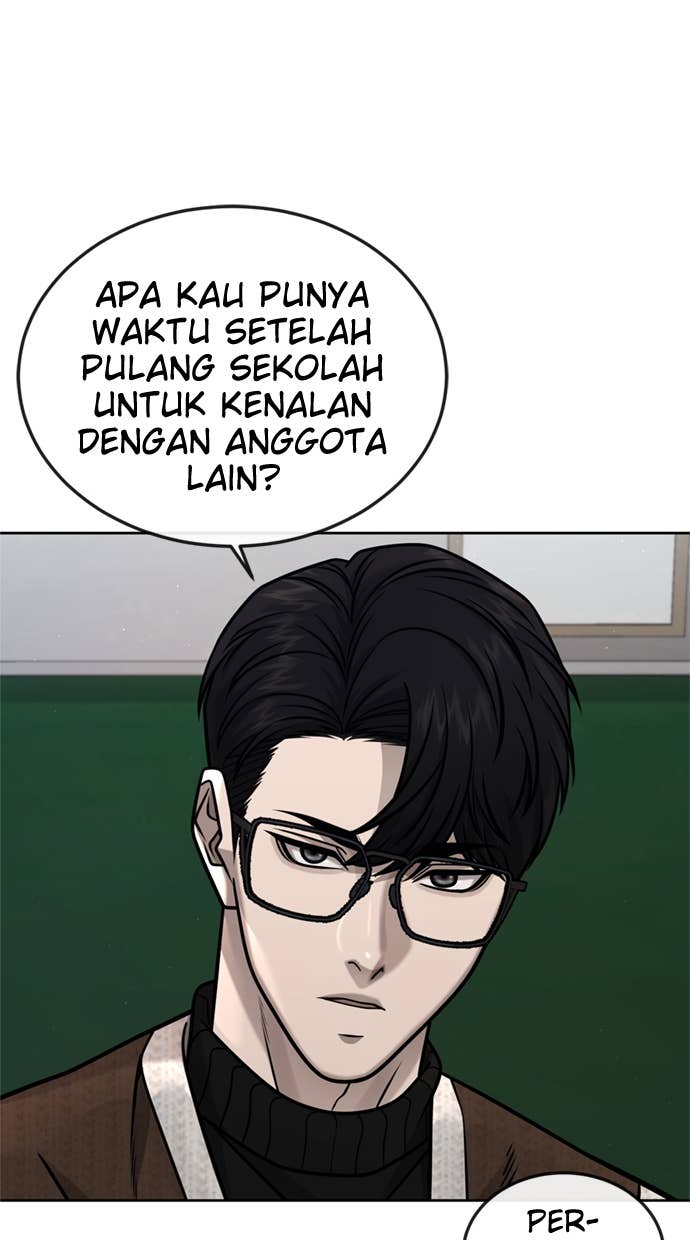 APA KAU PUNYA
WAKTU SETELAH
PULANG SEKOLAH
UNTUK KENALAN
DENGAN ANGGOTA
LAIN?
PER-